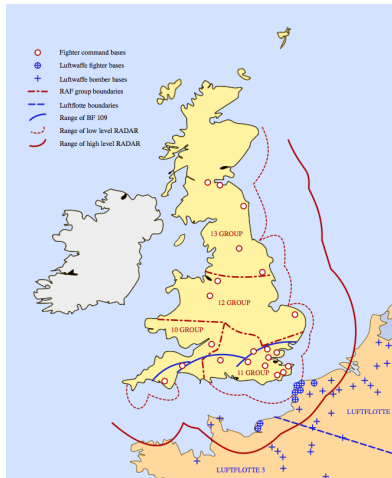 Fighter command bases
Luftwaffe fighter bases
Luftwaffe bomber bases
RAF group boundaries
Luftflotte boundaries
Range of BF 109
Range of low level RADAR
Range of high level RADAR
13 GROUP
12 GROUP
10 GROUP
11 GROUP
LUFTFLOTTE
LUFTFLOTTE 3